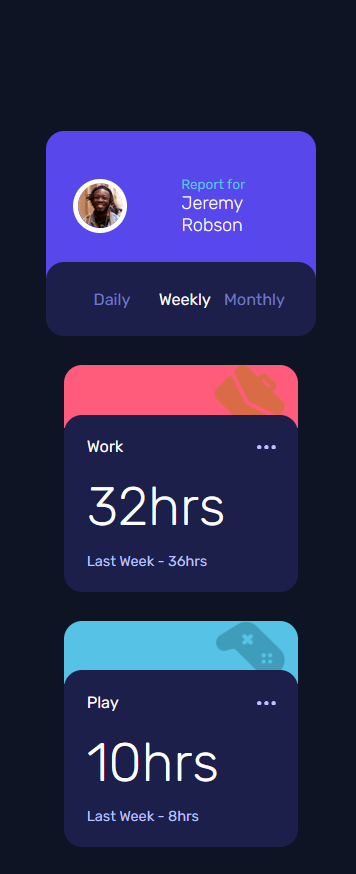 Report for
Jeremy
Robson
Daily Weekly Monthly
Work
32hrs
Last Week - 36hrs
Play
10hrs
Last Week - 8hrs